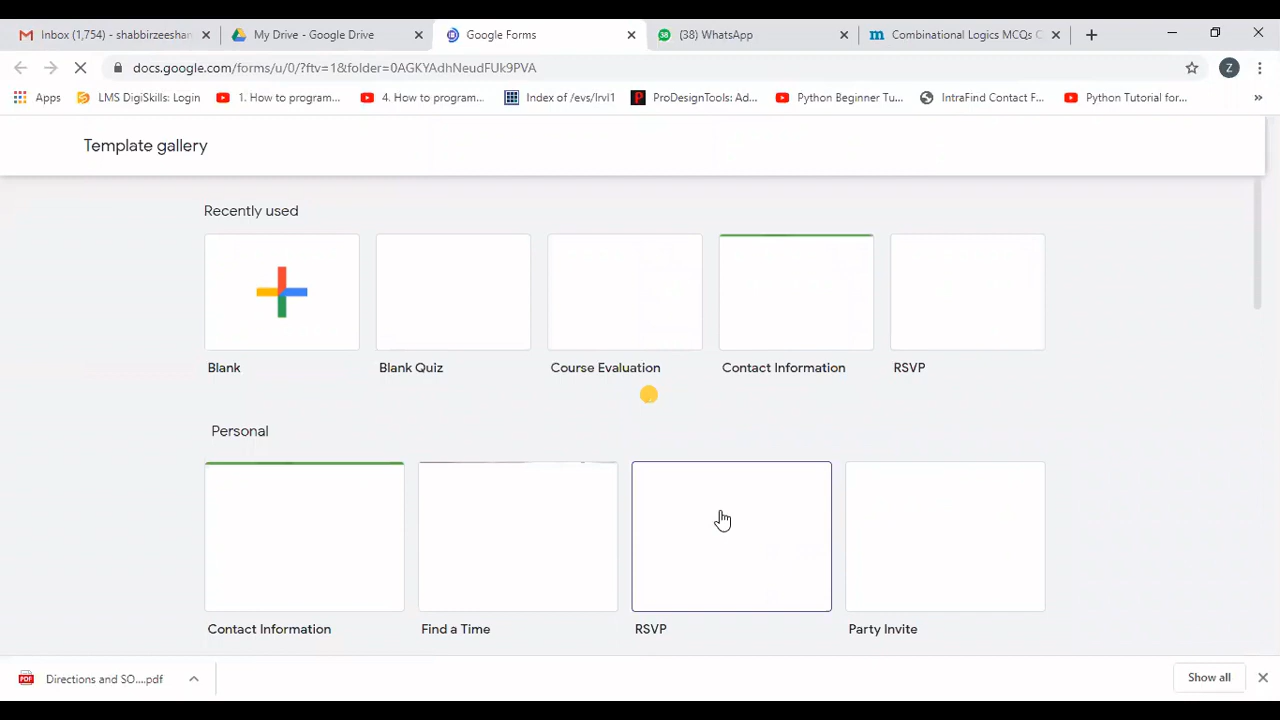 Inbox (1,754) - shabbirzeeshan
My Drive - Google Drive
Google Forms
(38) WhatsApp
Combinational Logics MCQs C
docs.google.com/forms/u/0/?ftv=1&folder=0AGKYAdhNeudFUk9PVA
Z
Apps
LMS DigiSkills: Login
1. How to program...
4. How to program...
Index of /evs/lrvl1
ProDesignTools: Ad...
Python Beginner Tu...
IntraFind Contact F...
Python Tutorial for...
»
Template gallery
Recently used
Blank
Blank Quiz
Course Evaluation
Contact Information
RSVP
Personal
Contact Information
Find a Time
RSVP
Party Invite
Directions and SO....pdf
Show all